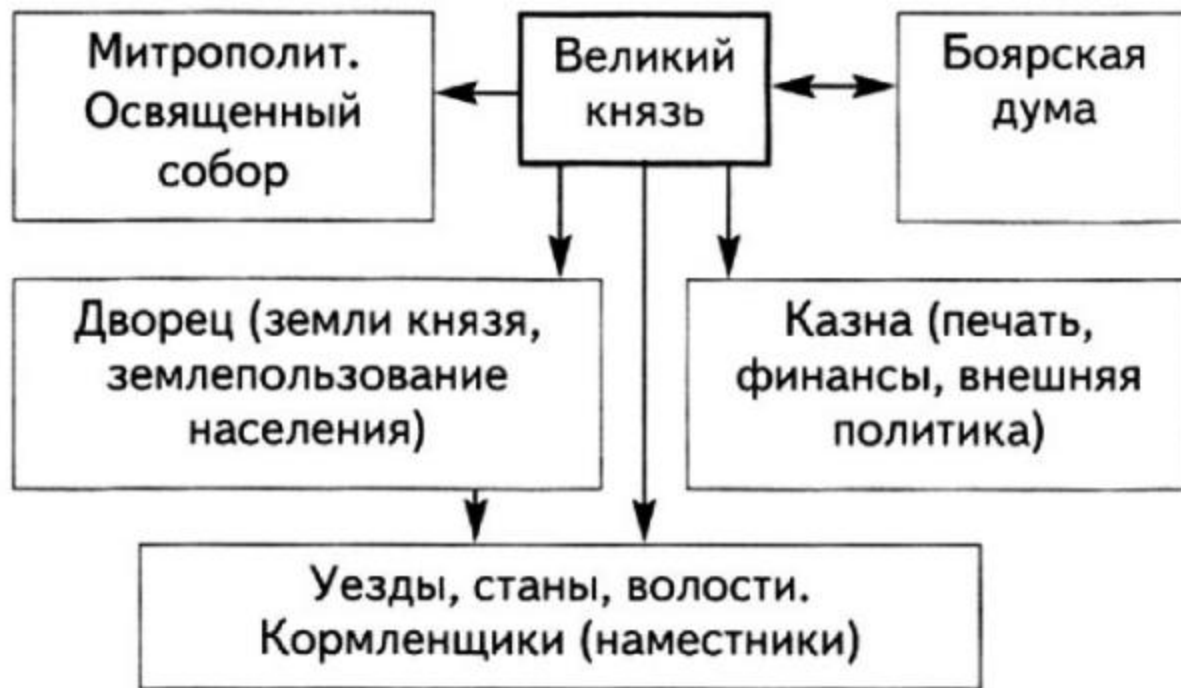 Митрополит.
Освященный
собор
Великий
князь
Боярская
дума
Дворец (земли князя,
землепользование
населения)
Казна (печать,
финансы, внешняя
политика)
Уезды, станы, волости.
Кормленщики (наместники)